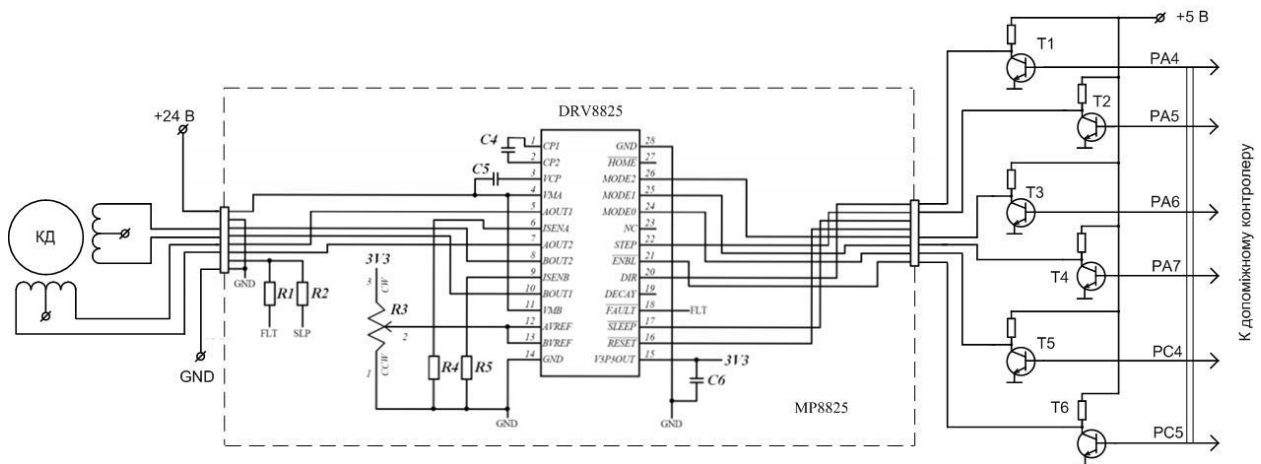 +5 В
T1
PA4
T2
PA5
T3
PA6
T4
PA7
T5
PC4
T6
PC5
К допоміжному контролеру
DRV8825
MP8825
+24 В
КД
GND
GND
R1
R2
FLT
SLP
C4
C5
3V3
3
CW
R3
2
CCW
1
R4
R5
GND
1 CP1
2 CP2
3 VCP
4 VMA
5 AOUT1
6 ISENA
7 AOUT2
8 BOUT2
9 ISENB
10 BOUT1
11 VMB
12 AVREF
13 BVREF
14 GND
GND 28
HOME 27
MODE2 26
MODE1 25
MODE0 24
NC 23
STEP 22
ENBL 21
DIR 20
DECAY 19
FAULT 18 FLT
SLEEP 17
RESET 16
V3P3OUT 15
3V3
C6
GND